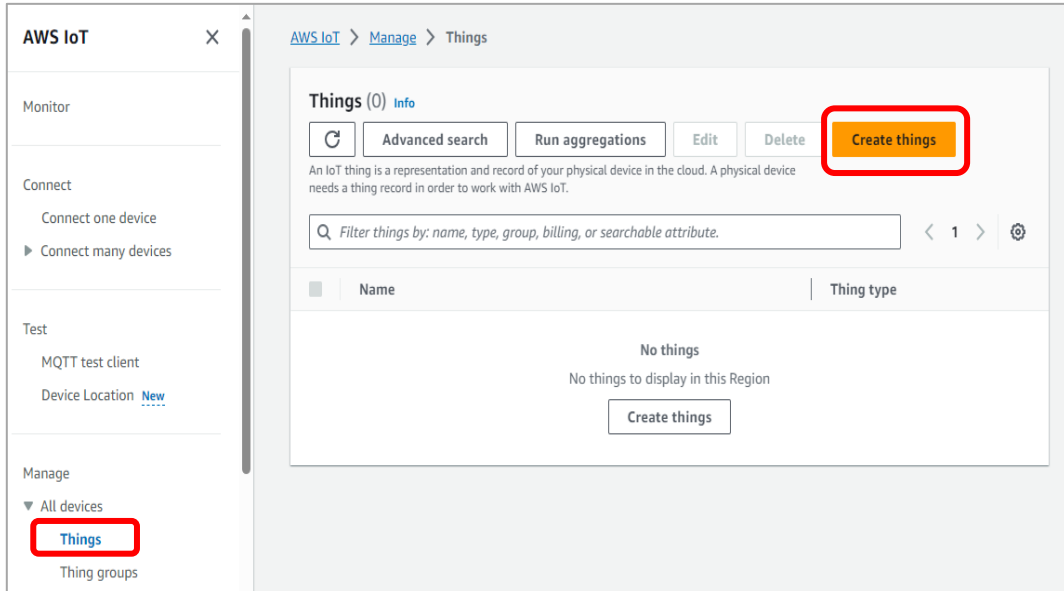 AWS IoT
Monitor
Connect
Connect one device
Connect many devices
Test
MQTT test client
Device Location New
Manage
All devices
Things
Thing groups
AWS IoT > Manage > Things
Things (0) Info
Advanced search
Run aggregations
Edit
Delete
Create things
An IoT thing is a representation and record of your physical device in the cloud. A physical device
needs a thing record in order to work with AWS IoT.
Filter things by: name, type, group, billing, or searchable attribute.
1
Name
Thing type
No things
No things to display in this Region
Create things